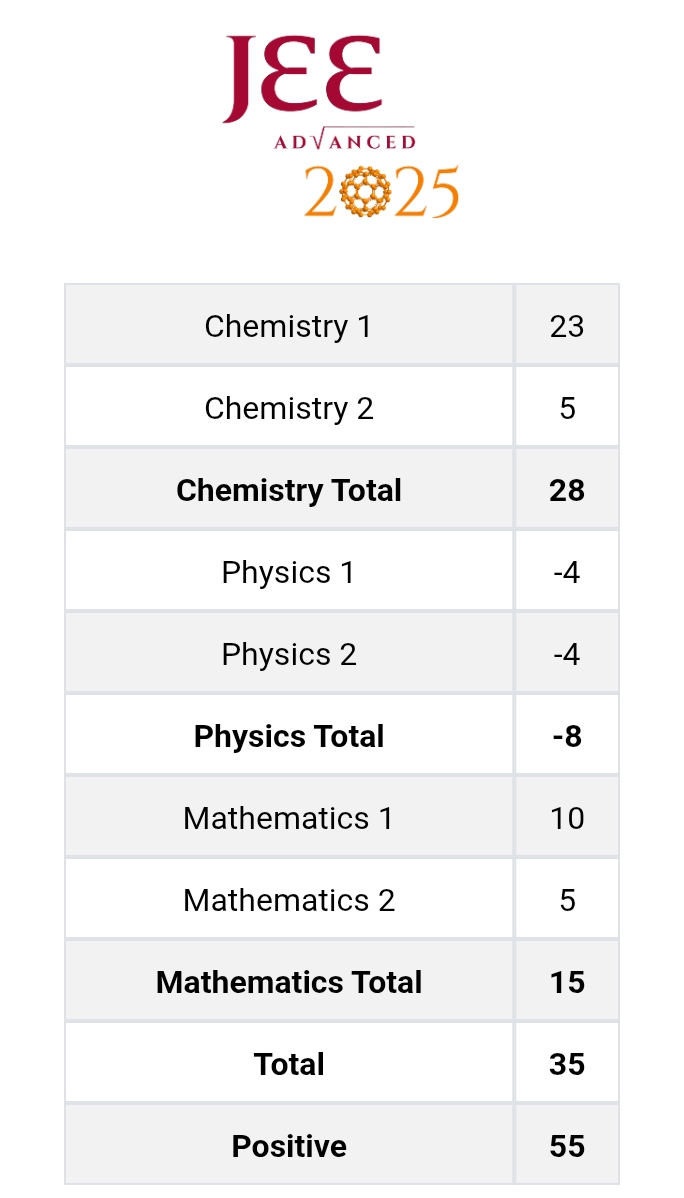 JEE
ADVANCED
2025
Chemistry 1 23
Chemistry 2 5
Chemistry Total 28
Physics 1 -4
Physics 2 -4
Physics Total -8
Mathematics 1 10
Mathematics 2 5
Mathematics Total 15
Total 35
Positive 55